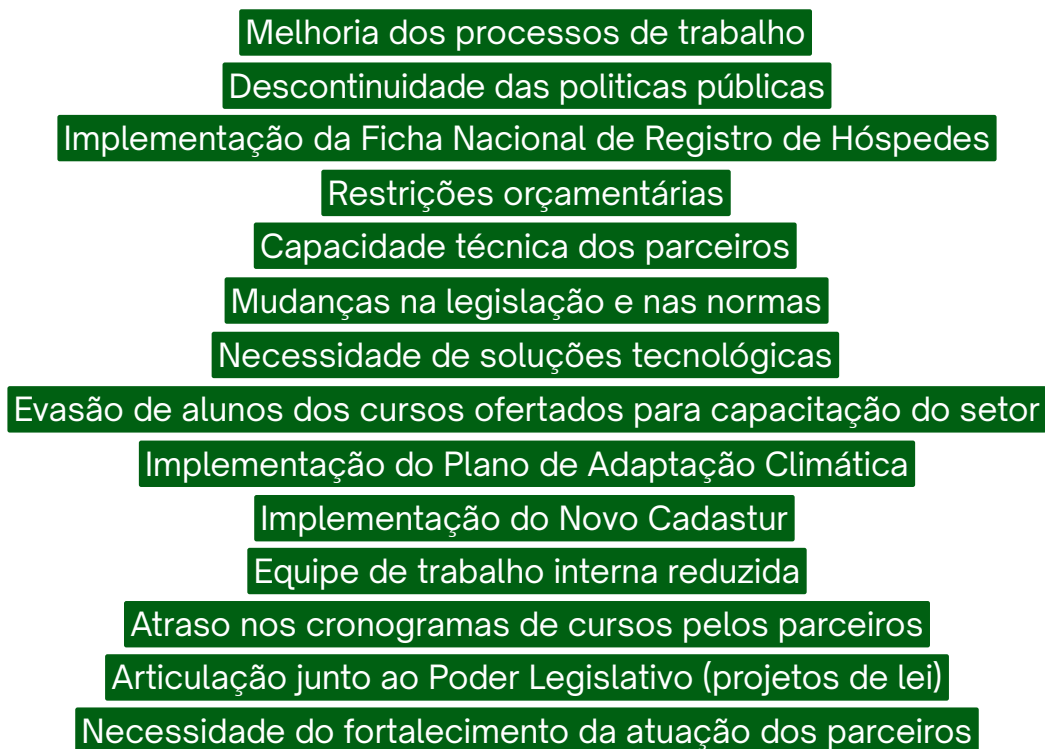 Melhoria dos processos de trabalho
Descontinuidade das politicas públicas
Implementação da Ficha Nacional de Registro de Hóspedes
Restrições orçamentárias
Capacidade técnica dos parceiros
Mudanças na legislação e nas normas
Necessidade de soluções tecnológicas
Evasão de alunos dos cursos ofertados para capacitação do setor
Implementação do Plano de Adaptação Climática
Implementação do Novo Cadastur
Equipe de trabalho interna reduzida
Atraso nos cronogramas de cursos pelos parceiros
Articulação junto ao Poder Legislativo (projetos de lei)
Necessidade do fortalecimento da atuação dos parceiros